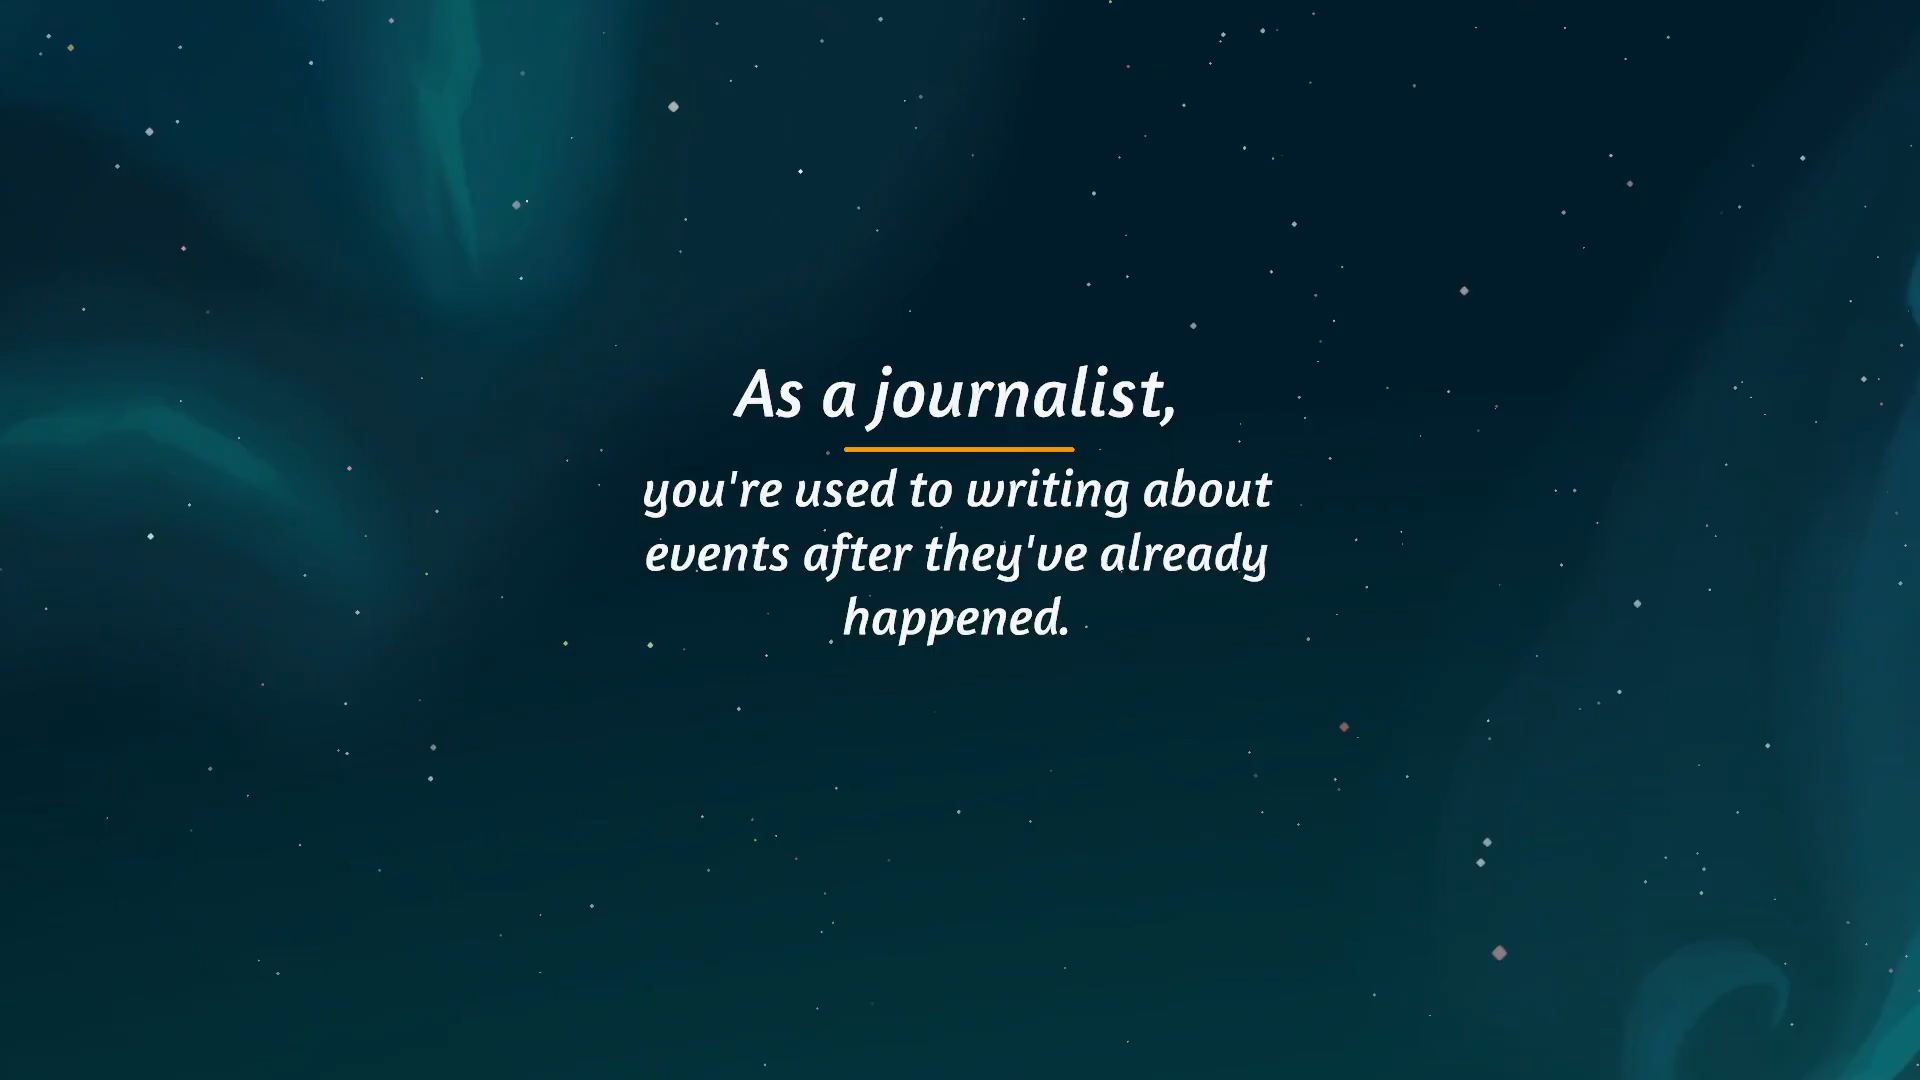 As a journalist,
you're used to writing about
events after they've already
happened.